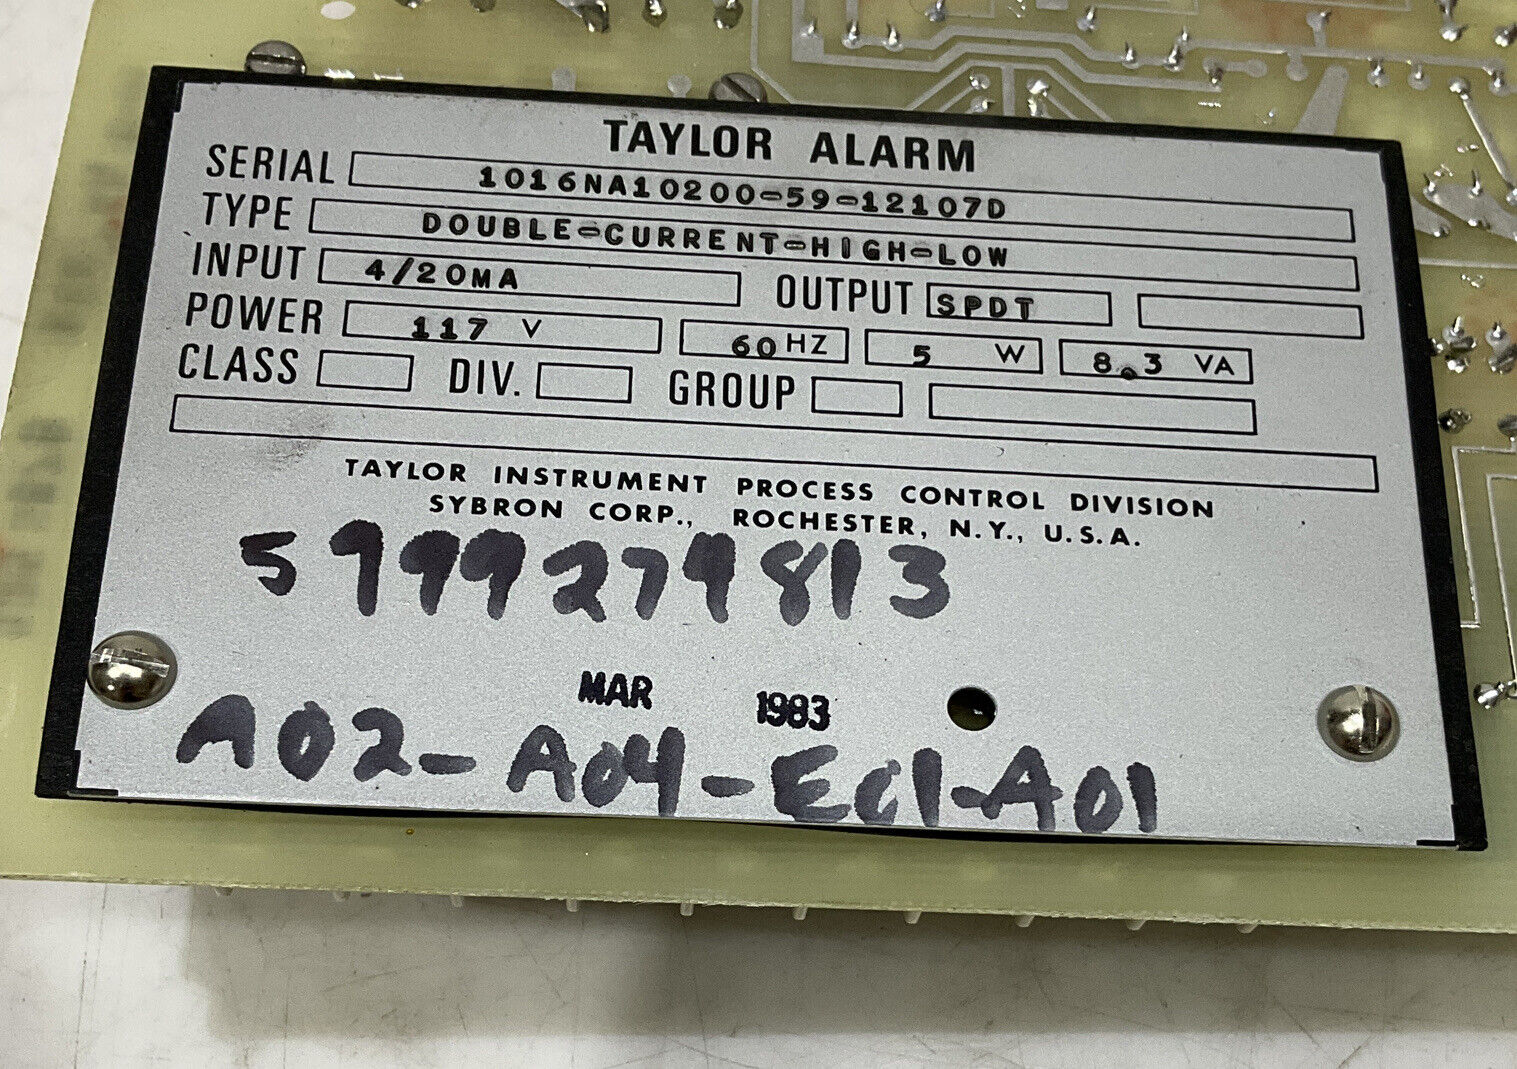 TAYLOR ALARM
SERIAL 1016NA10200-59-12107D
TYPE DOUBLE-CURRENT-HIGH-LOW
INPUT 4/20MA OUTPUT SPDT
POWER 117 V 60 HZ 5 W 8.3 VA
CLASS DIV. GROUP
TAYLOR INSTRUMENT PROCESS CONTROL DIVISION
SYBRON CORP., ROCHESTER, N.Y., U.S.A.
5999279813
MAR 1983
A02-A04-EC1-A01